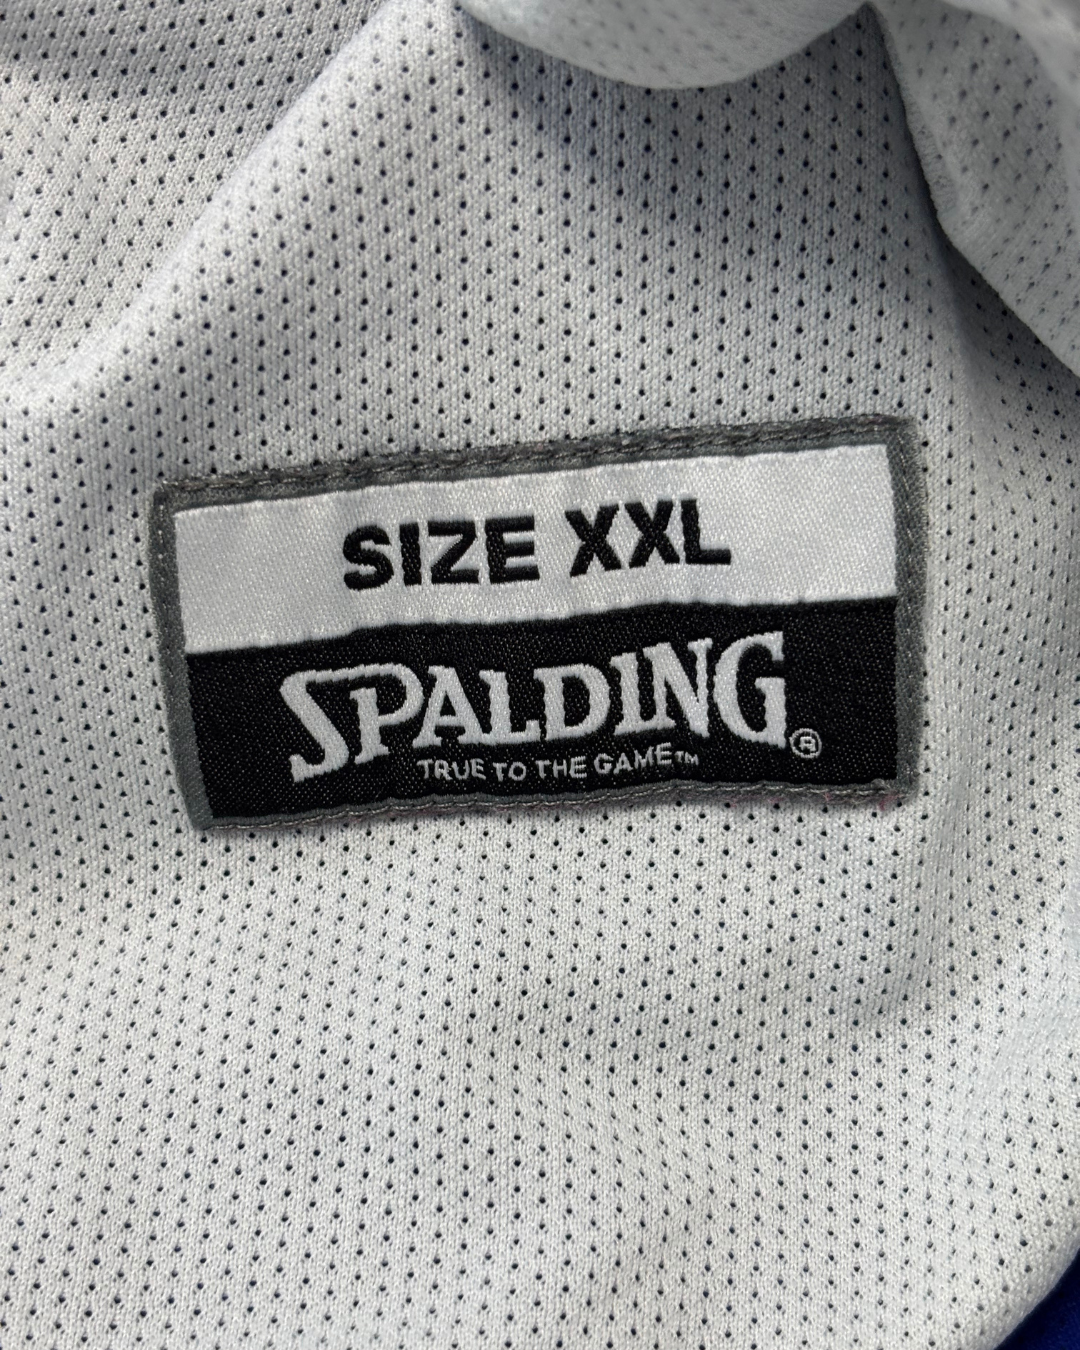 SIZE XXL
SPALDING®
TRUE TO THE GAME™